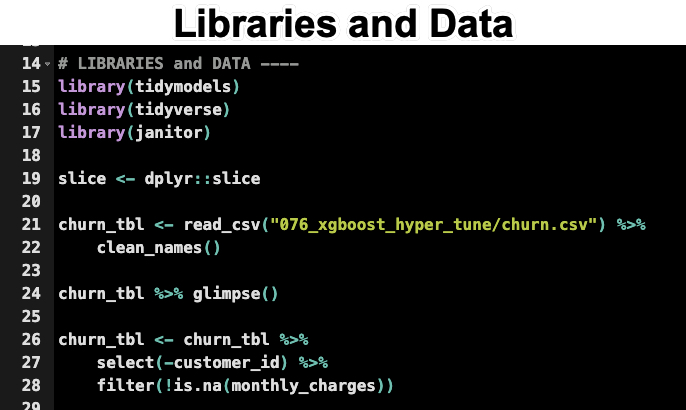 Libraries and Data
14 # LIBRARIES and DATA ----
15 library(tidymodels)
16 library(tidyverse)
17 library(janitor)
18
19 slice <- dplyr::slice
20
21 churn_tbl <- read_csv("076_xgboost_hyper_tune/churn.csv") %>%
22     clean_names()
23
24 churn_tbl %>% glimpse()
25
26 churn_tbl <- churn_tbl %>%
27     select(-customer_id) %>%
28     filter(!is.na(monthly_charges))
29